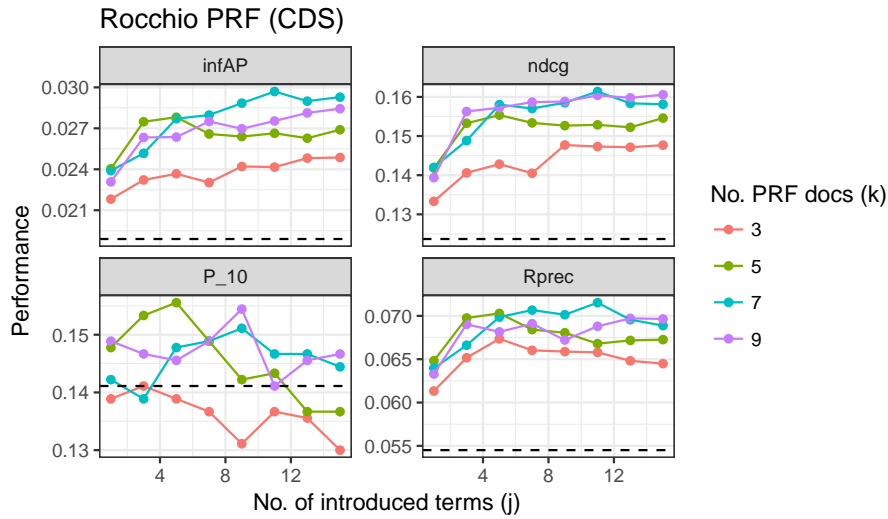 Rocchio PRF (CDS)
infAP
ndcg
0.030
0.027
0.024
0.021
0.16
0.15
0.14
0.13
P_10
Rprec
0.15
0.14
0.13
0.070
0.065
0.060
0.055
4 8 12
4 8 12
Performance
No. of introduced terms (j)
No. PRF docs (k)
3
5
7
9